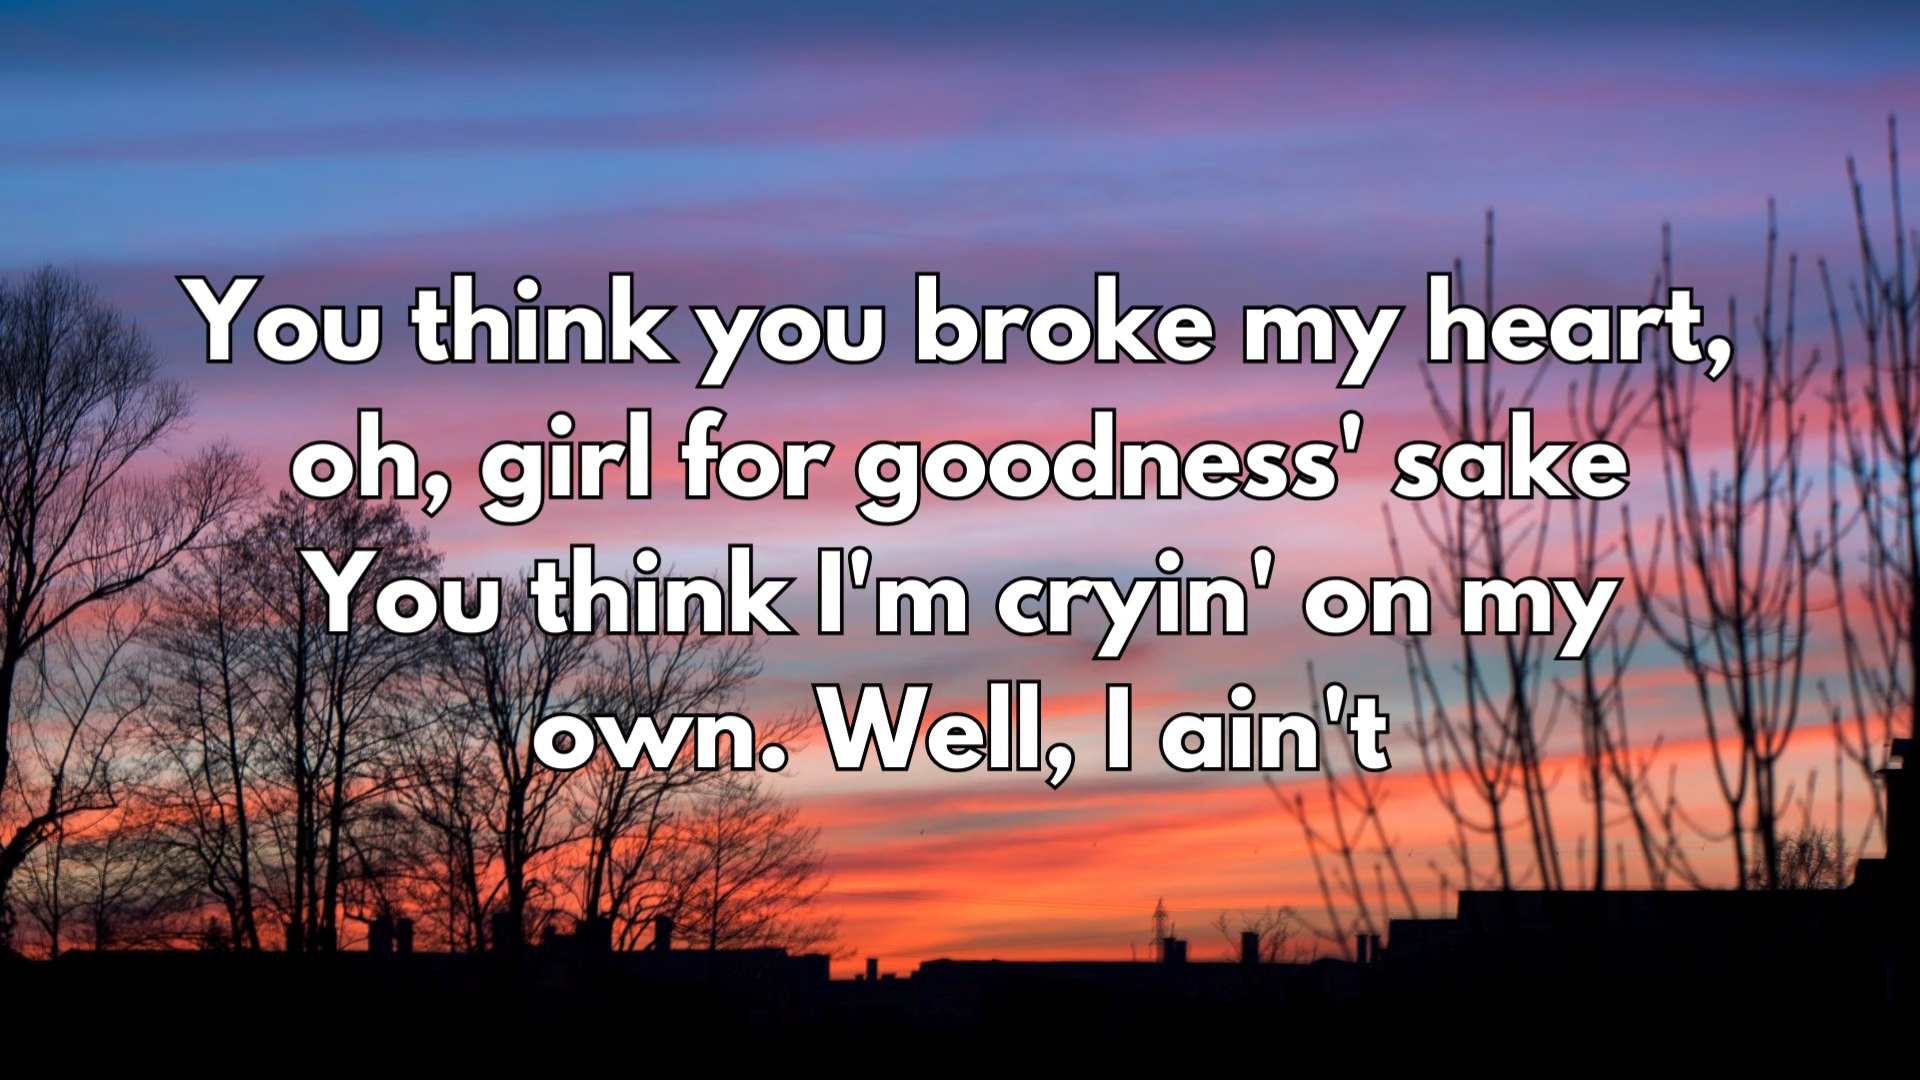 You think you broke my heart,
oh, girl for goodness' sake
You think I'm cryin' on my
own. Well, I ain't